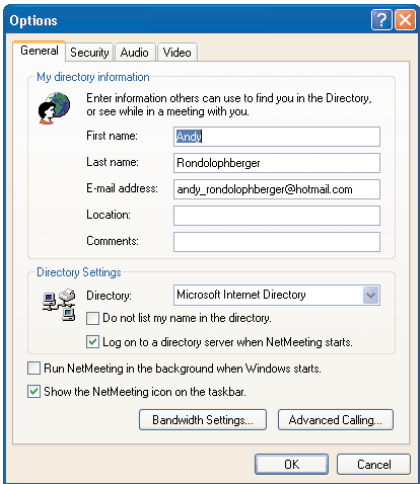 Options
General Security Audio Video
My directory information
Enter information others can use to find you in the Directory,
or see while in a meeting with you.
First name: Andy
Last name: Rondolophberger
E-mail address: andy_rondolophberger@hotmail.com
Location:
Comments:
Directory Settings
Directory: Microsoft Internet Directory
Do not list my name in the directory.
Log on to a directory server when NetMeeting starts.
Run NetMeeting in the background when Windows starts.
Show the NetMeeting icon on the taskbar.
Bandwidth Settings... Advanced Calling...
OK Cancel